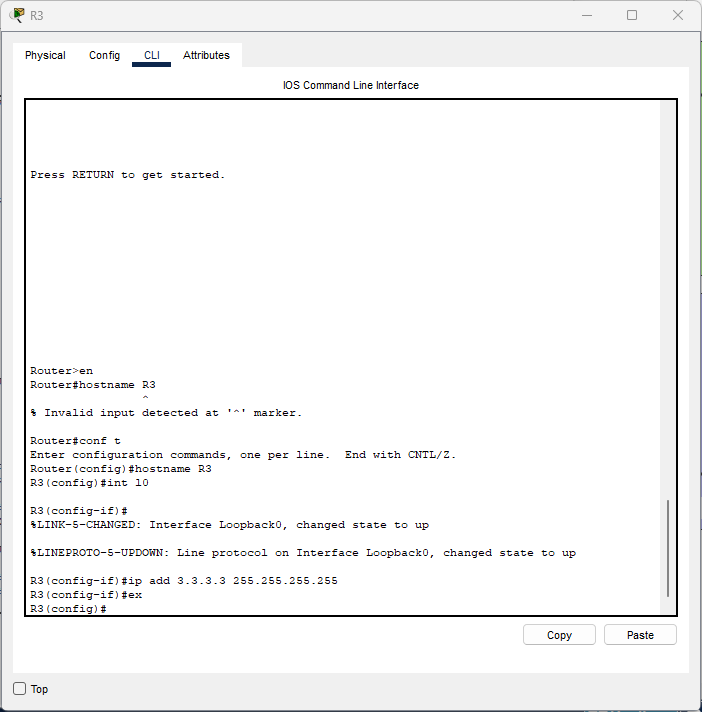 R3
Physical Config CLI Attributes
IOS Command Line Interface
Press RETURN to get started.
Router>en
Router#hostname R3
^
% Invalid input detected at '^' marker.
Router#conf t
Enter configuration commands, one per line.  End with CNTL/Z.
Router(config)#hostname R3
R3(config)#int l0
R3(config-if)#
%LINK-5-CHANGED: Interface Loopback0, changed state to up
%LINEPROTO-5-UPDOWN: Line protocol on Interface Loopback0, changed state to up
R3(config-if)#ip add 3.3.3.3 255.255.255.255
R3(config-if)#ex
R3(config)#
Copy Paste
Top